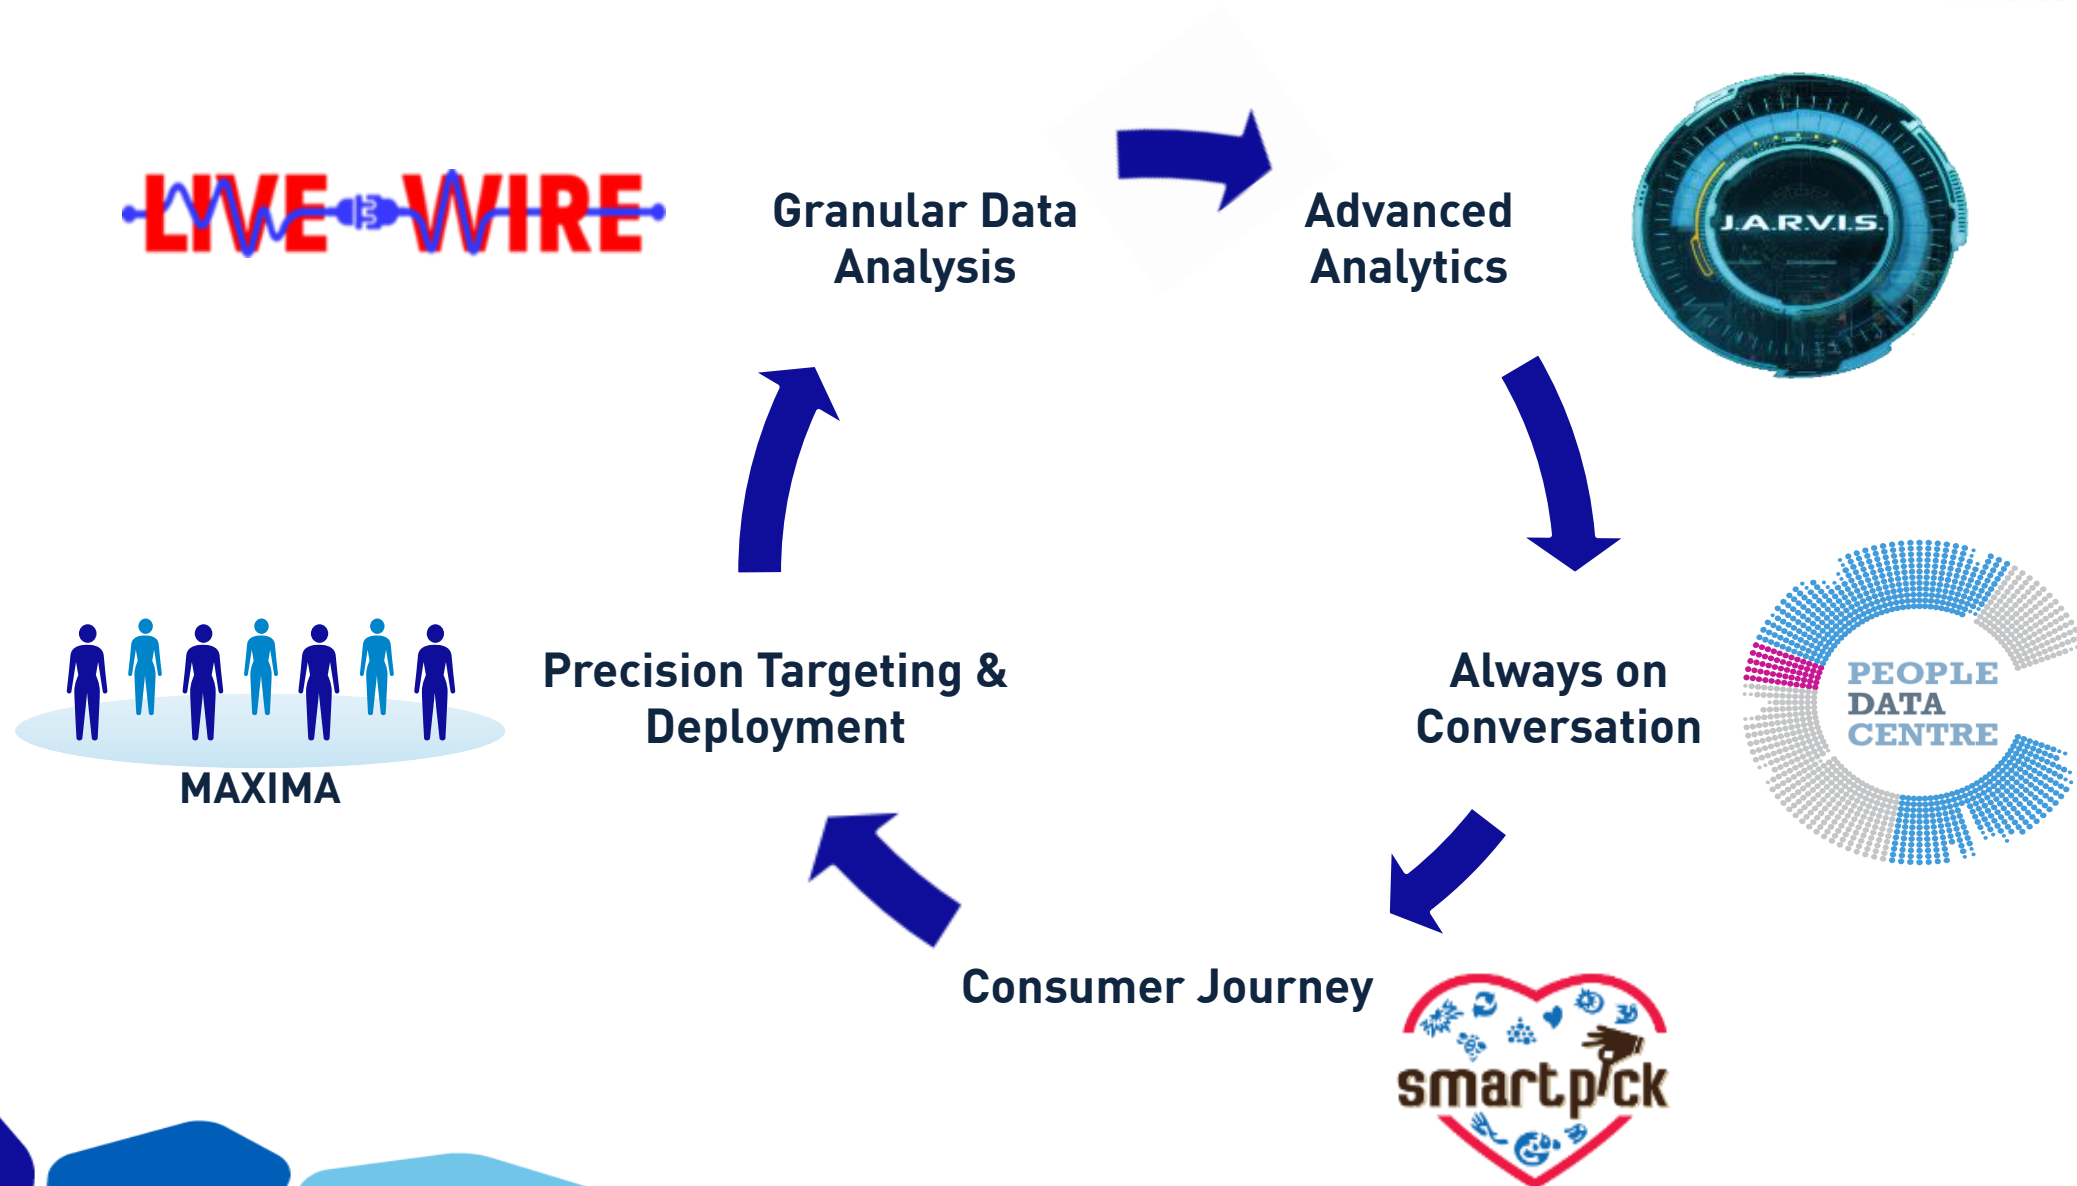 LIVE WIRE
Granular Data
Analysis
Advanced
Analytics
J.A.R.V.I.S.
MAXIMA
Precision Targeting &
Deployment
Always on
Conversation
PEOPLE
DATA
CENTRE
Consumer Journey
smartpick